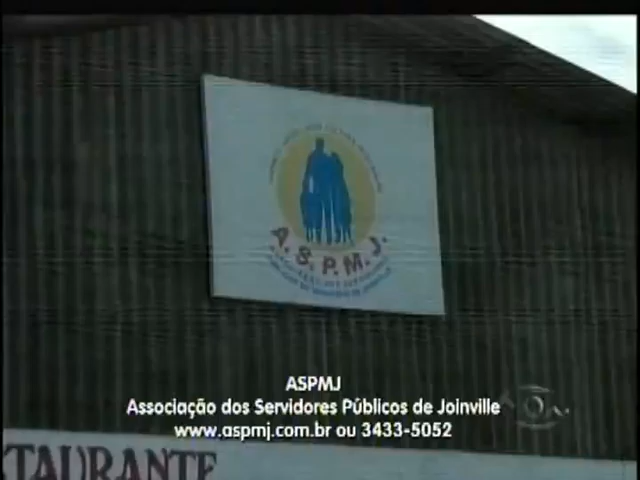 A. S. P. M. J.
ASPMJ
Associação dos Servidores Públicos de Joinville
www.aspmj.com.br ou 3433-5052
TAURANTE